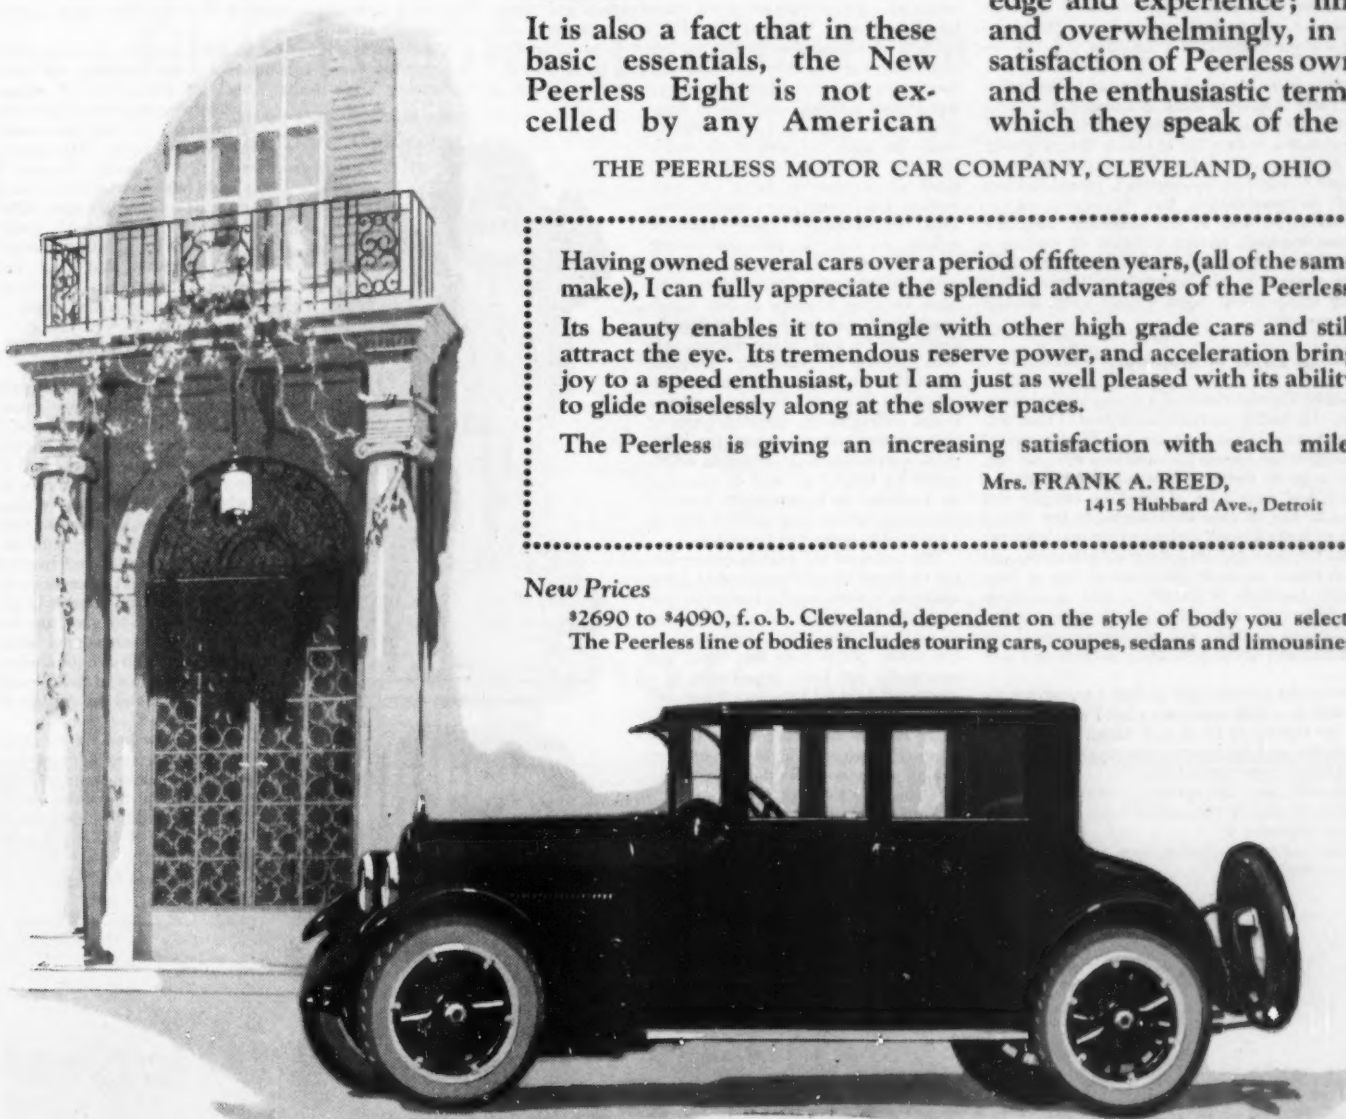 It is also a fact that in these
basic essentials, the New
Peerless Eight is not ex-
celled by any American
edge and experience;
and overwhelmingly, in
satisfaction of Peerless
and the enthusiastic
which they speak of the
THE PEERLESS MOTOR CAR COMPANY, CLEVELAND, OHIO
Having owned several cars over a period of fifteen years, (all of the sam
make), I can fully appreciate the splendid advantages of the Peerless
Its beauty enables it to mingle with other high grade cars and stil
attract the eye. Its tremendous reserve power, and acceleration bring
joy to a speed enthusiast, but I am just as well pleased with its ability
to glide noiselessly along at the slower paces.
The Peerless is giving an increasing satisfaction with each mile
Mrs. FRANK A. REED,
1415 Hubbard Ave., Detroit
New Prices
$2690 to $4090, f. o. b. Cleveland, dependent on the style of body you select
The Peerless line of bodies includes touring cars, coupes, sedans and limousine